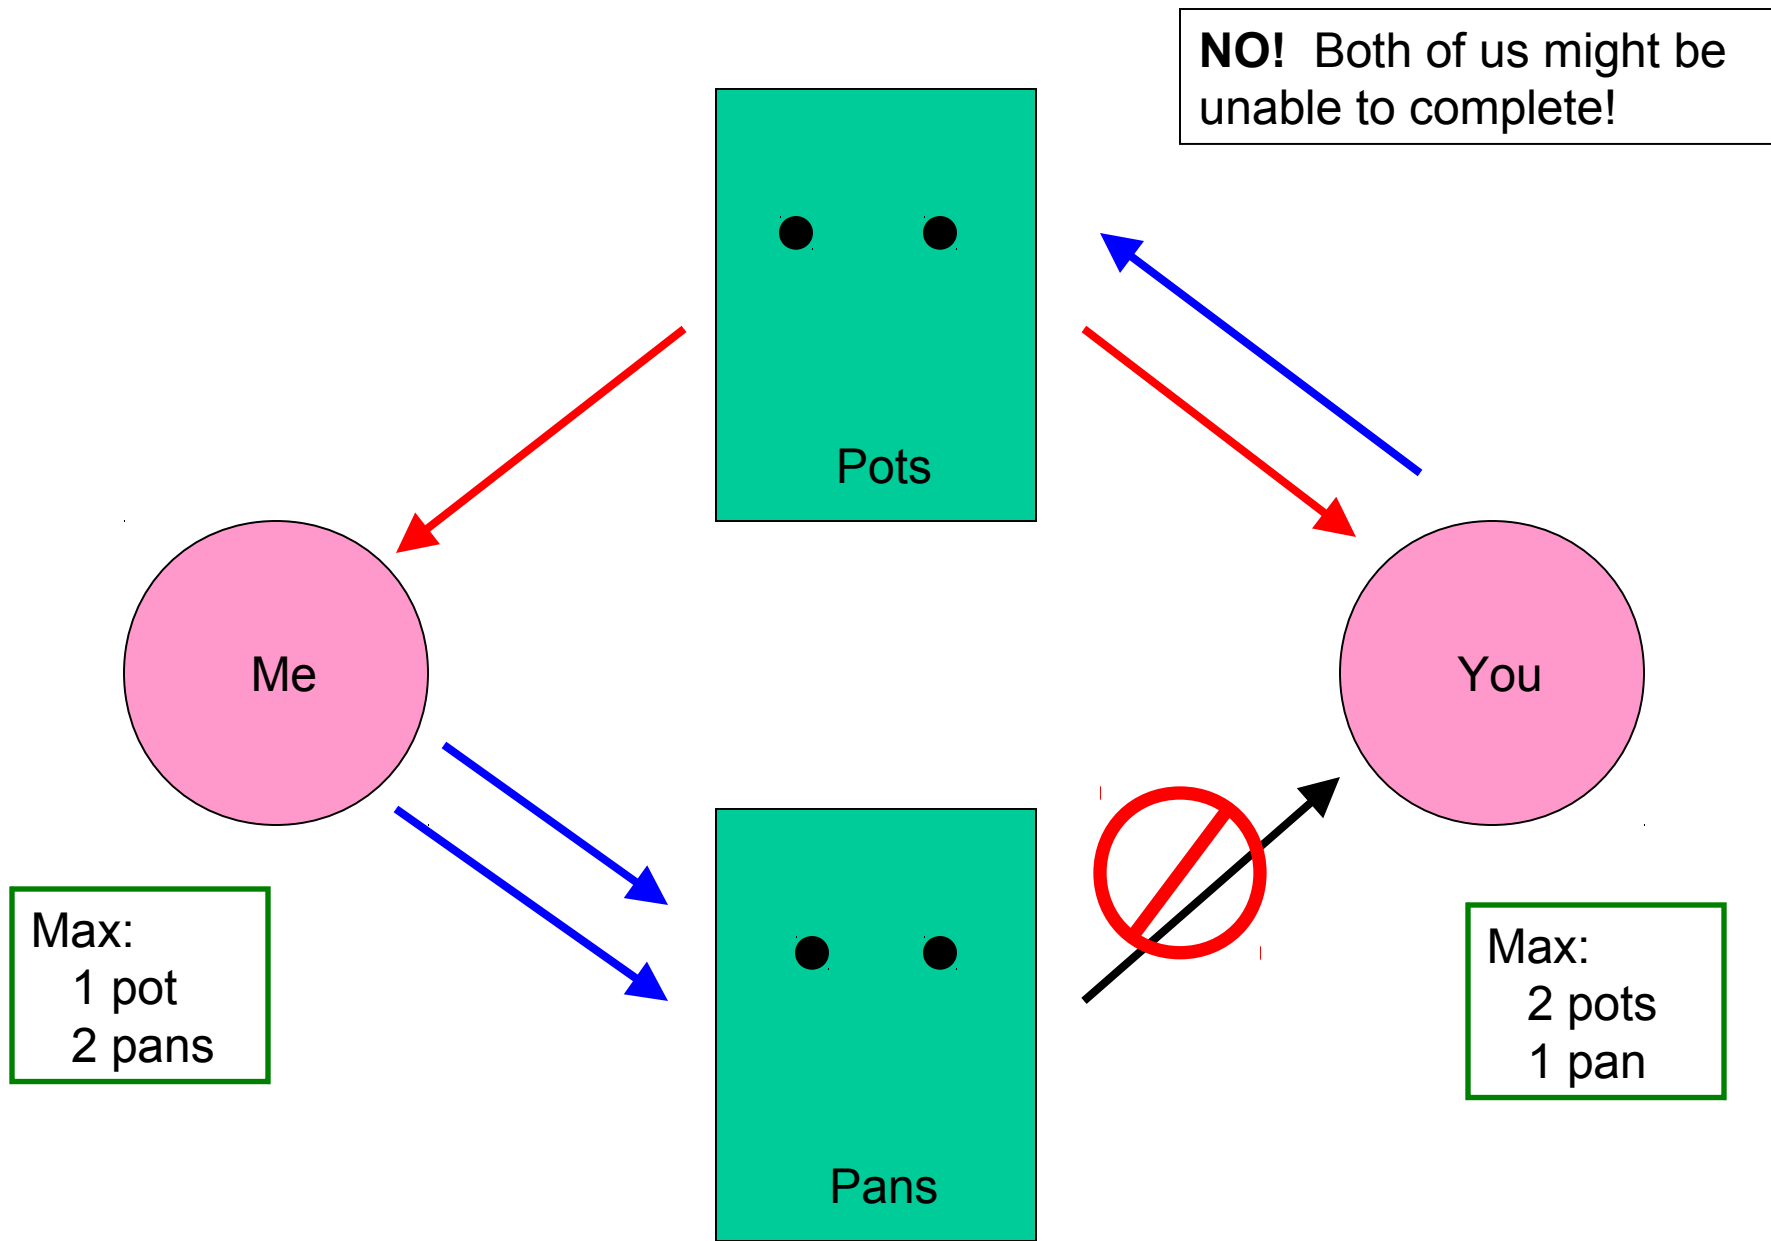 NO! Both of us might be
unable to complete!
Pots
Me
You
Max:
1 pot
2 pans
Max:
2 pots
1 pan
Pans